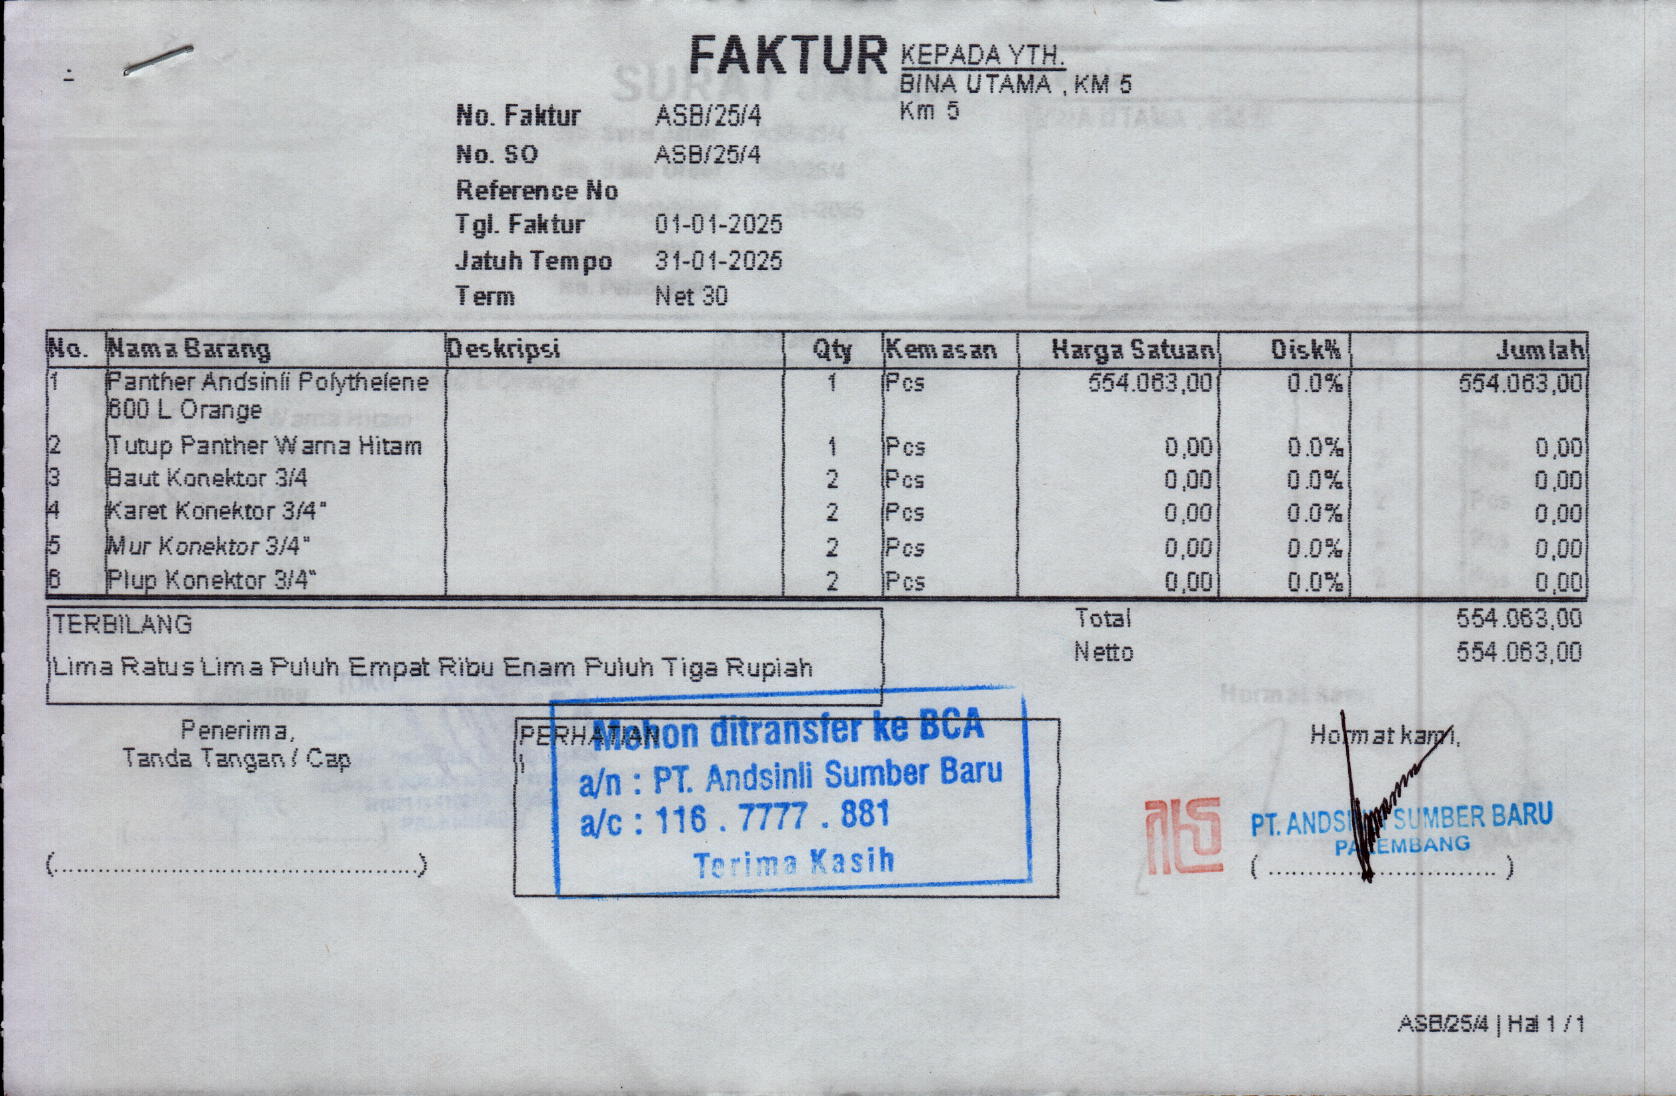 FAKTUR
KEPADA YTH.
BINA UTAMA , KM 5
Km 5
No. Faktur ASB/25/4
No. SO ASB/25/4
Reference No
Tgl. Faktur 01-01-2025
Jatuh Tempo 31-01-2025
Term Net 30
No. Nama Barang Deskripsi Qty Kemasan Harga Satuan Disk% Jumlah
1 Panther Andsinli Polythelene 1 Pcs 554.063,00 0.0% 554.063,00
600 L Orange
2 Tutup Panther Warna Hitam 1 Pcs 0,00 0.0% 0,00
3 Baut Konektor 3/4 2 Pcs 0,00 0.0% 0,00
4 Karet Konektor 3/4" 2 Pcs 0,00 0.0% 0,00
5 Mur Konektor 3/4" 2 Pcs 0,00 0.0% 0,00
6 Plup Konektor 3/4" 2 Pcs 0,00 0.0% 0,00
TERBILANG
Lima Ratus Lima Puluh Empat Ribu Enam Puluh Tiga Rupiah
Total 554.063,00
Netto 554.063,00
Penerima,
Tanda Tangan / Cap
(................................................)
PERHATIAN
Mohon ditransfer ke BCA
a/n : PT. Andsinli Sumber Baru
a/c : 116 . 7777 . 881
Terima Kasih
Hormat kami,
PT. ANDSINLI SUMBER BARU
PALEMBANG
( .............................. )
ASB/25/4 | Hal 1 / 1